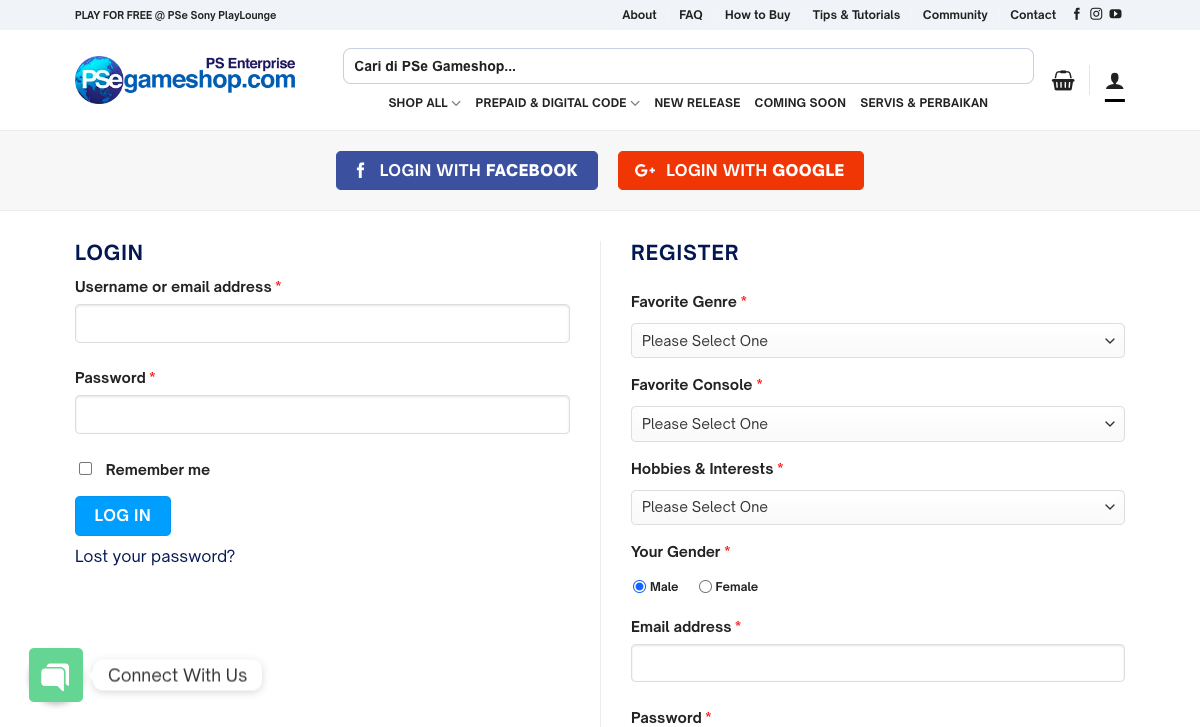 PLAY FOR FREE @ PSe Sony PlayLounge
About FAQ How to Buy Tips & Tutorials Community Contact
PS Enterprise
PSegameshop.com
Cari di PSe Gameshop...
SHOP ALL PREPAID & DIGITAL CODE NEW RELEASE COMING SOON SERVIS & PERBAIKAN
LOGIN WITH FACEBOOK
G+ LOGIN WITH GOOGLE
LOGIN
Username or email address *
Password *
Remember me
LOG IN
Lost your password?
REGISTER
Favorite Genre *
Please Select One
Favorite Console *
Please Select One
Hobbies & Interests *
Please Select One
Your Gender *
Male Female
Email address *
Password *
Connect With Us